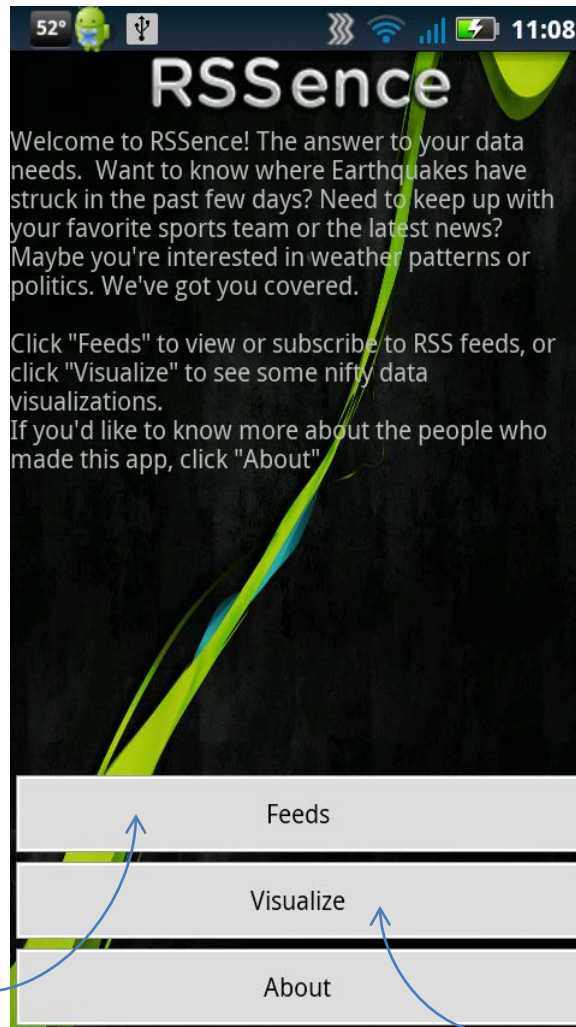 52° 11:08
RSSence
Welcome to RSSence! The answer to your data
needs.  Want to know where Earthquakes have
struck in the past few days? Need to keep up with
your favorite sports team or the latest news?
Maybe you're interested in weather patterns or
politics. We've got you covered.
Click "Feeds" to view or subscribe to RSS feeds, or
click "Visualize" to see some nifty data
visualizations.
If you'd like to know more about the people who
made this app, click "About"
Feeds
Visualize
About